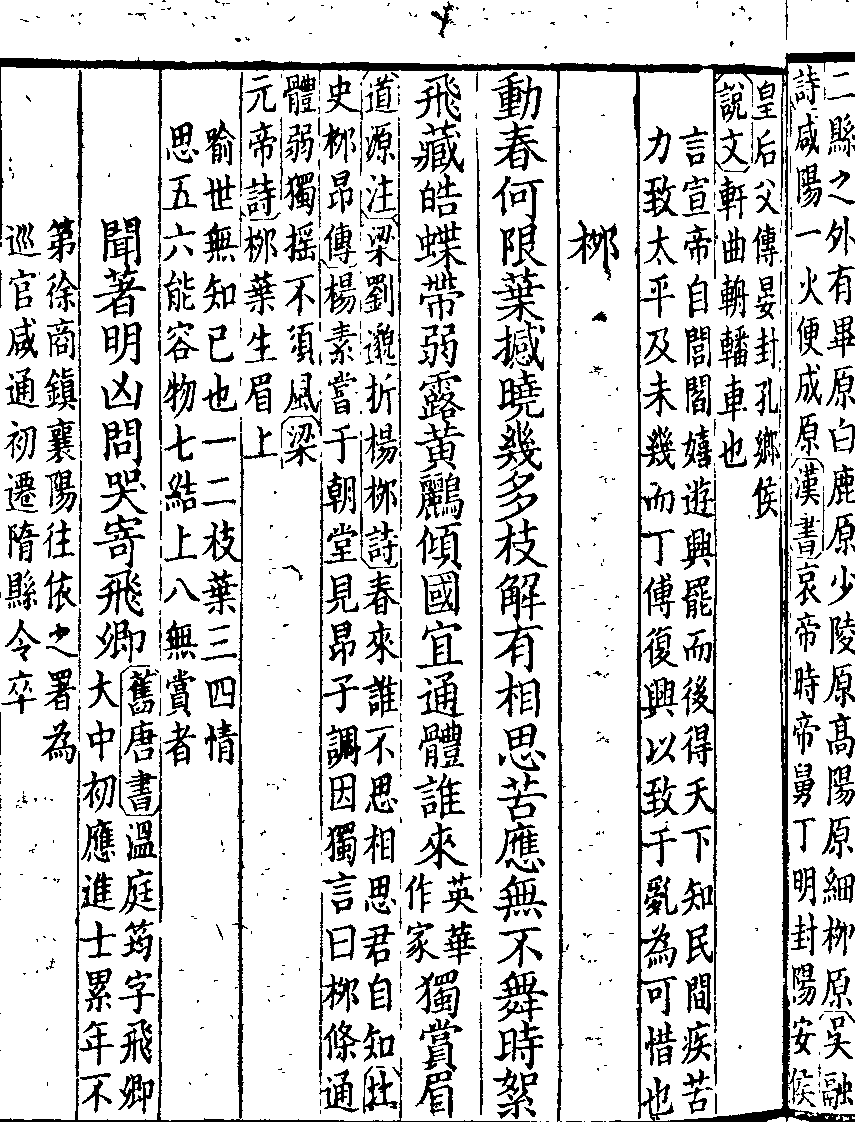 二縣之外有畢原白鹿原少陵原高陽原細栁原吳融
詩咸陽一火便成原漢書哀帝時帝舅丁明封陽安侯
皇后父傅晏封孔鄉侯
說文軒曲輈轓車也
言宣帝自閭閻嬉遊興罷而後得天下知民間疾苦
力致太平及未幾而丁傅復興以致于亂為可惜也
栁
動春何限葉撼曉幾多枝解有相思苦應無不舞時絮
飛藏皓蝶帶弱露黃鸝傾國宜通體誰來
英華
作家
獨賞眉
道源注梁劉邈折楊栁詩春來誰不思相思君自知北
史栁昂傳楊素嘗于朝堂見昂子調因獨言曰栁條通
體弱獨摇不須風梁
元帝詩栁葉生眉上
喻世無知已也一二枝葉三四情
思五六能容物七結上八無賞者
聞著明凶問哭寄飛卿
舊唐書溫庭筠字飛卿
大中初應進士累年不
第徐商鎮襄陽往依之署為
巡官咸通初遷隋縣令卒